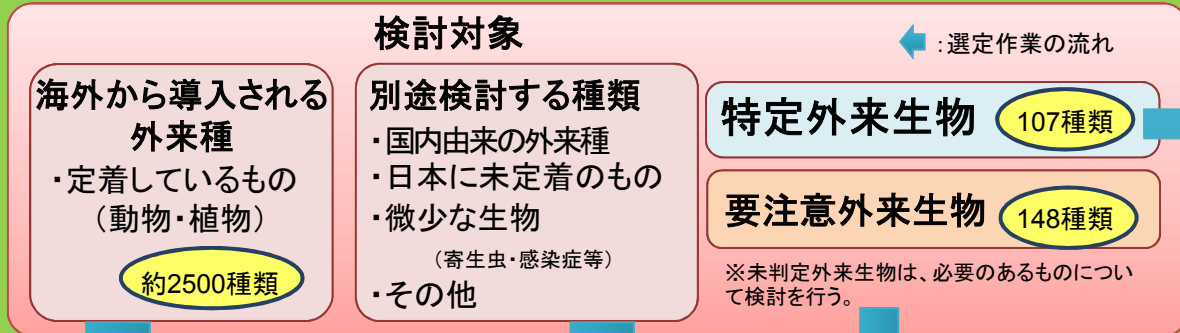 検討対象
:選定作業の流れ
海外から導入される
外来種
・定着しているもの
(動物・植物)
約2500種類
別途検討する種類
・国内由来の外来種
・日本に未定着のもの
・微少な生物
(寄生虫・感染症等)
・その他
特定外来生物
107種類
要注意外来生物
148種類
※未判定外来生物は、必要のあるものについ
て検討を行う。